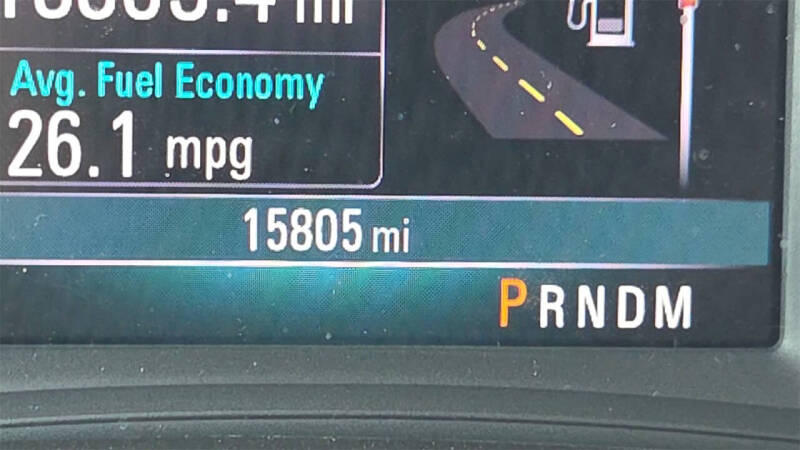 Avg. Fuel Economy
26.1 mpg
15805 mi
PRNDM